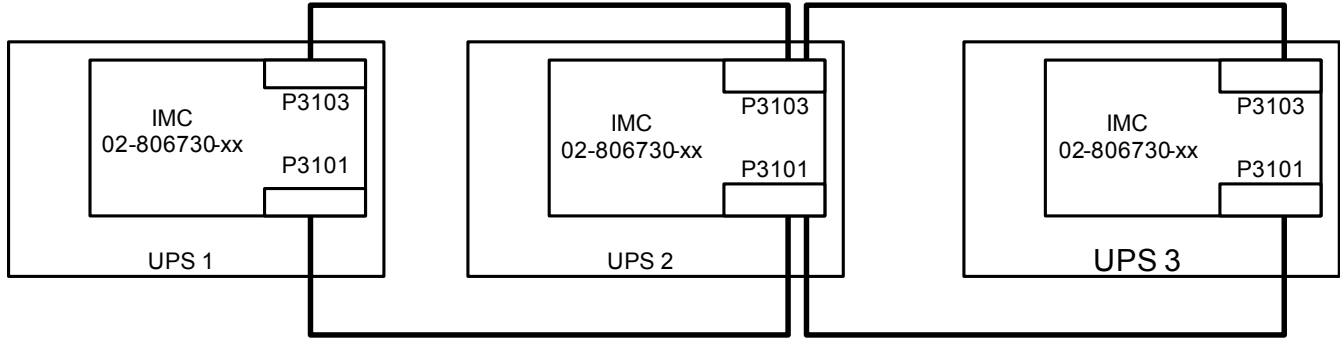 IMC
02-806730-xx
P3103
P3101
UPS 1
IMC
02-806730-xx
P3103
P3101
UPS 2
IMC
02-806730-xx
P3103
P3101
UPS 3